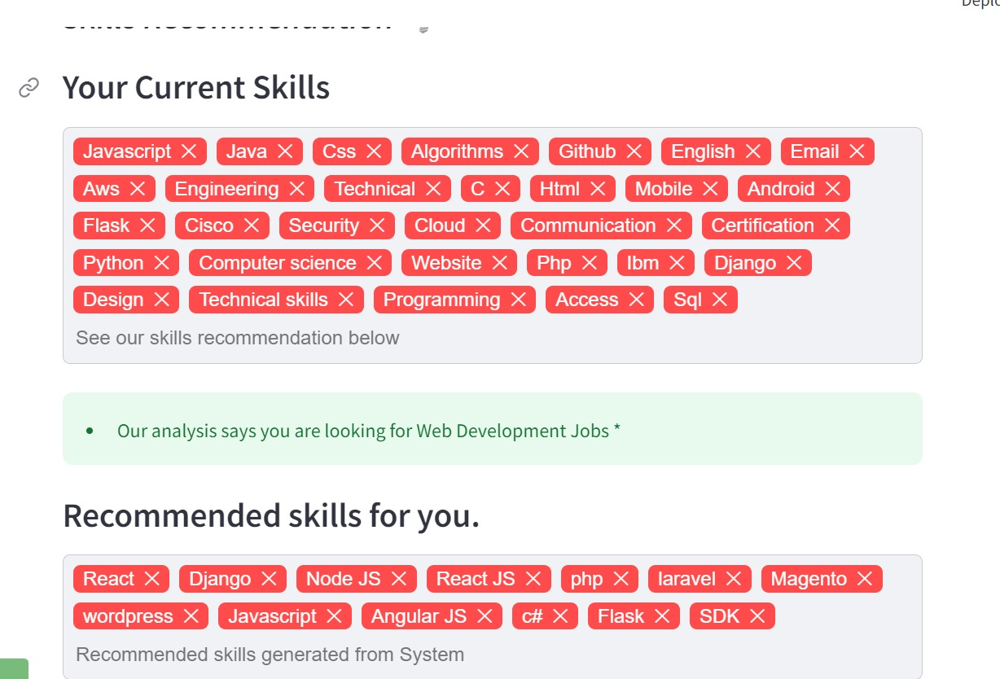 Your Current Skills
Javascript Java Css Algorithms Github English Email
Aws Engineering Technical C Html Mobile Android
Flask Cisco Security Cloud Communication Certification
Python Computer science Website Php Ibm Django
Design Technical skills Programming Access Sql
See our skills recommendation below
• Our analysis says you are looking for Web Development Jobs *
Recommended skills for you.
React Django Node JS React JS php laravel Magento
wordpress Javascript Angular JS c# Flask SDK
Recommended skills generated from System